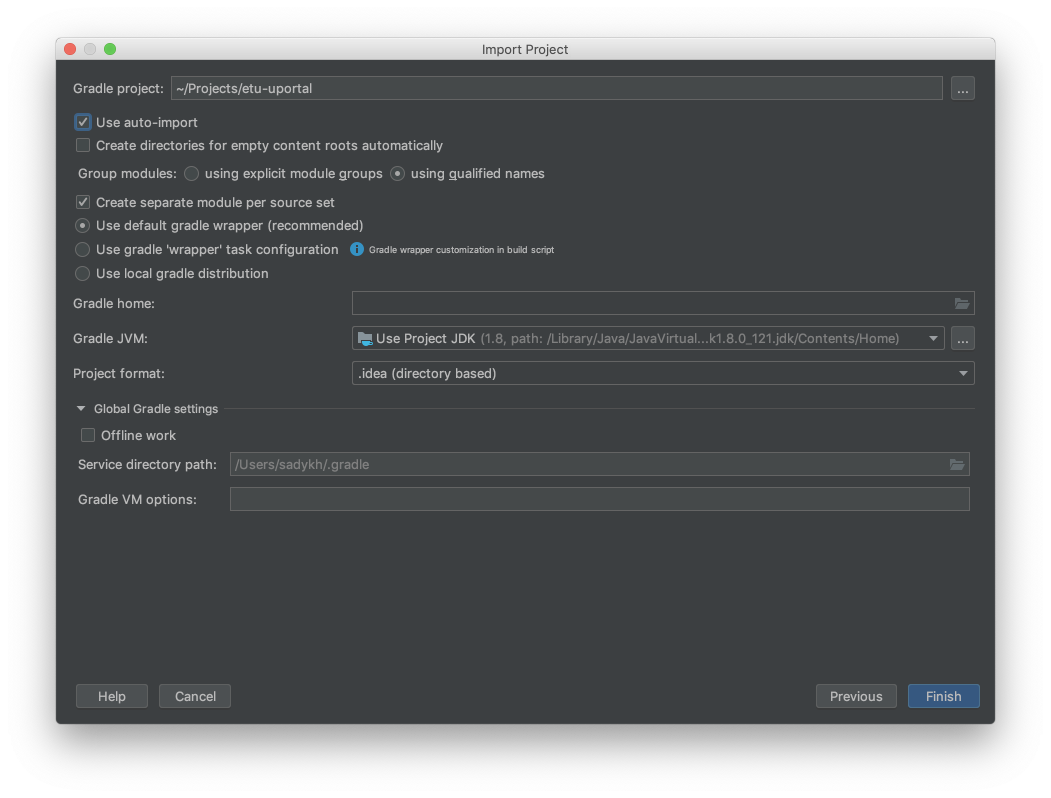 Import Project
Gradle project: ~/Projects/etu-uportal ...
Use auto-import
Create directories for empty content roots automatically
Group modules: using explicit module groups using qualified names
Create separate module per source set
Use default gradle wrapper (recommended)
Use gradle 'wrapper' task configuration Gradle wrapper customization in build script
Use local gradle distribution
Gradle home:
Gradle JVM: Use Project JDK (1.8, path: /Library/Java/JavaVirtual...k1.8.0_121.jdk/Contents/Home) ...
Project format: .idea (directory based)
Global Gradle settings
Offline work
Service directory path: /Users/sadykh/.gradle
Gradle VM options:
Help Cancel Previous Finish